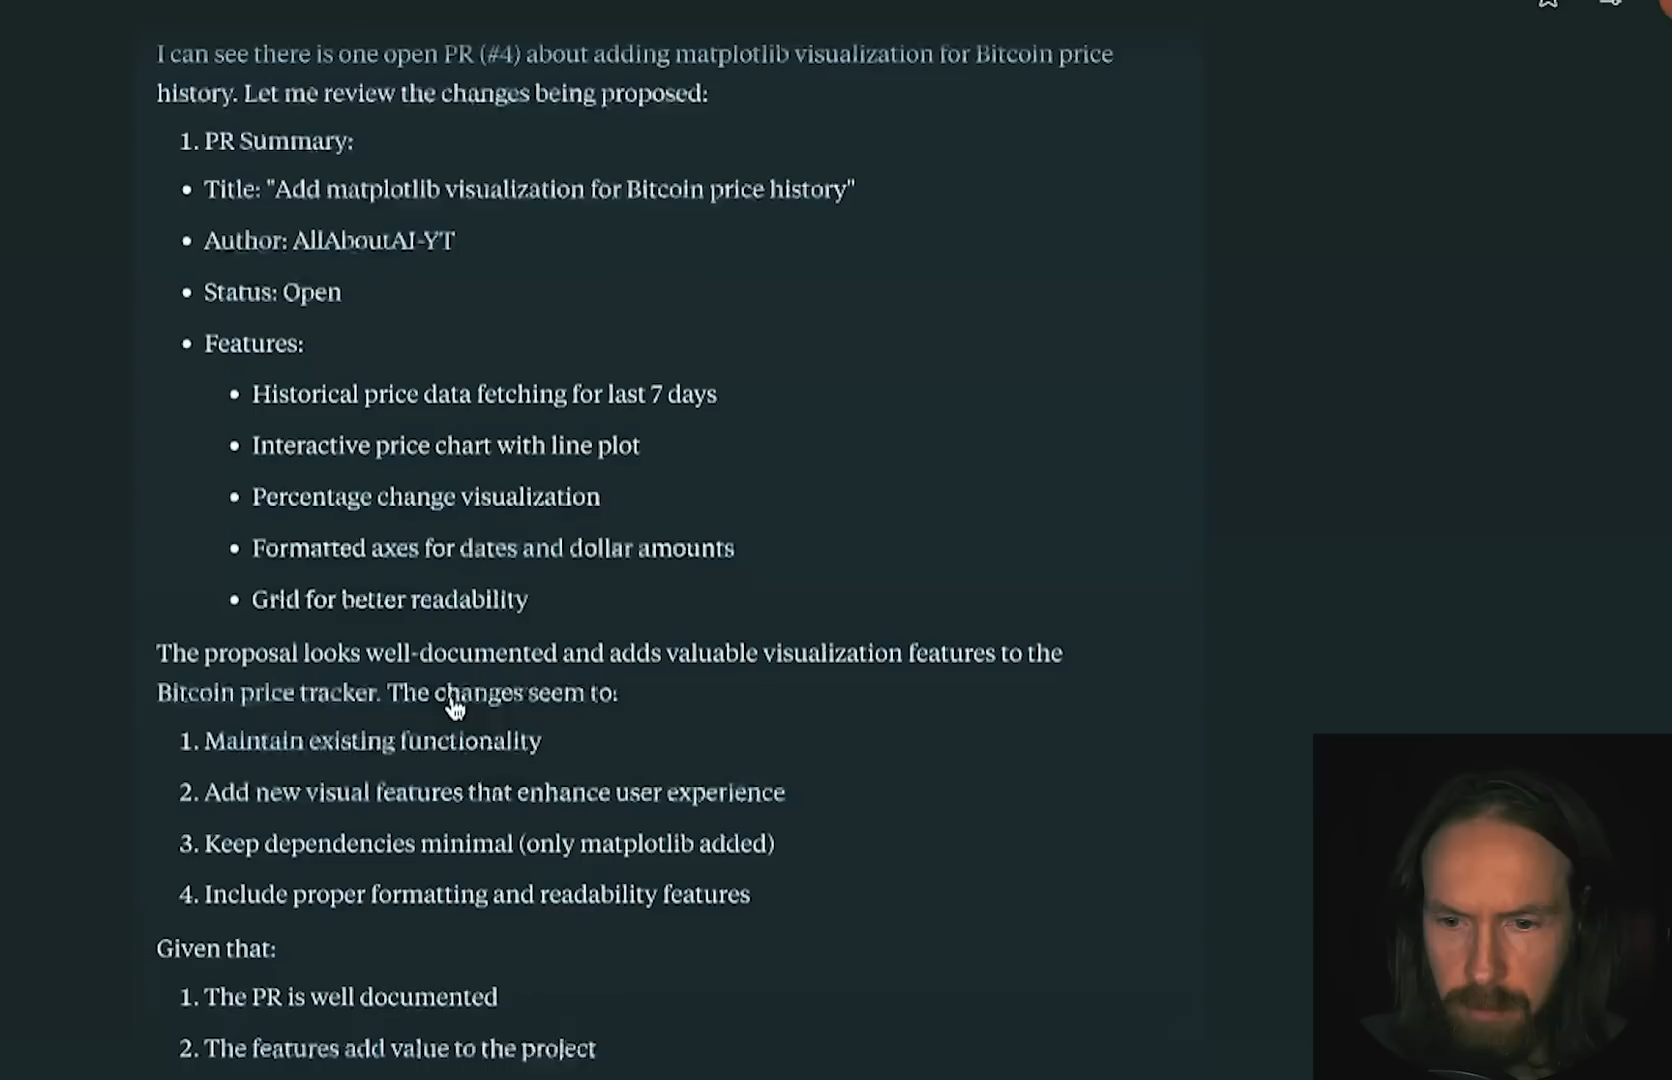 I can see there is one open PR (#4) about adding matplotlib visualization for Bitcoin price
history. Let me review the changes being proposed:
1. PR Summary:
• Title: "Add matplotlib visualization for Bitcoin price history"
• Author: AllAboutAI-YT
• Status: Open
• Features:
• Historical price data fetching for last 7 days
• Interactive price chart with line plot
• Percentage change visualization
• Formatted axes for dates and dollar amounts
• Grid for better readability
The proposal looks well-documented and adds valuable visualization features to the
Bitcoin price tracker. The changes seem to:
1. Maintain existing functionality
2. Add new visual features that enhance user experience
3. Keep dependencies minimal (only matplotlib added)
4. Include proper formatting and readability features
Given that:
1. The PR is well documented
2. The features add value to the project